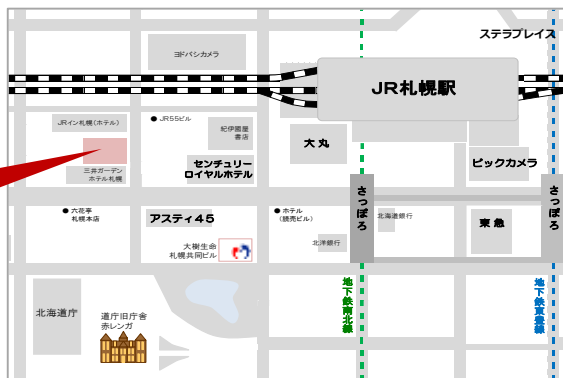 ステラプレイス
ヨドバシカメラ
JR札幌駅
JRイン札幌(ホテル)
● JR55ビル
紀伊國屋
書店
大丸
三井ガーデン
ホテル札幌
センチュリー
ロイヤルホテル
ビックカメラ
さっぽろ
さっぽろ
● 六花亭
札幌本店
アスティ45
● ホテル
(読売ビル)
北海道銀行
東急
北洋銀行
大樹生命
札幌共同ビル
地下鉄南北線
地下鉄東豊線
北海道庁
道庁旧庁舎
赤レンガ